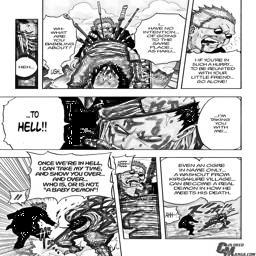 IF YOU'RE IN
SUCH A HURRY...
TO BE REUNITED
WITH YOUR
LITTLE FRIEND...
GO ALONE!
I
HAVE NO
INTENTION...
OF GOING
TO THE
SAME
PLACE...
AS HAKU...
WH-
WHAT
ARE YOU
BABBLING
ABOUT?
HEH...
UGH...
...I'M
TAKING YOU
WITH ME...
...TO
HELL!!
EVEN AN OGRE
IN NAME ONLY...
A WASHOUT FROM
KIRIGAKURE VILLAGE...
CAN BECOME A REAL
DEMON IN HOW HE
MEETS HIS DEATH.
ONCE WE'RE IN HELL,
I CAN TAKE MY TIME,
AND SHOW YOU OVER...
AND OVER...
WHO IS, OR IS NOT,
"A BABY DEMON"!